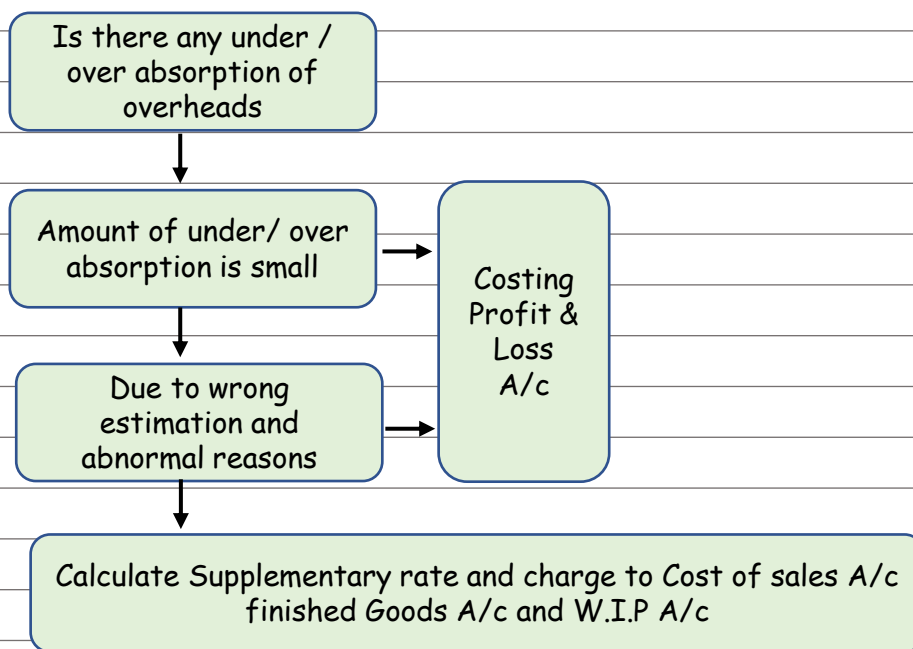 Is there any under /
over absorption of
overheads
Amount of under/ over
absorption is small
Costing
Profit &
Loss
A/c
Due to wrong
estimation and
abnormal reasons
Calculate Supplementary rate and charge to Cost of sales A/c
finished Goods A/c and W.I.P A/c